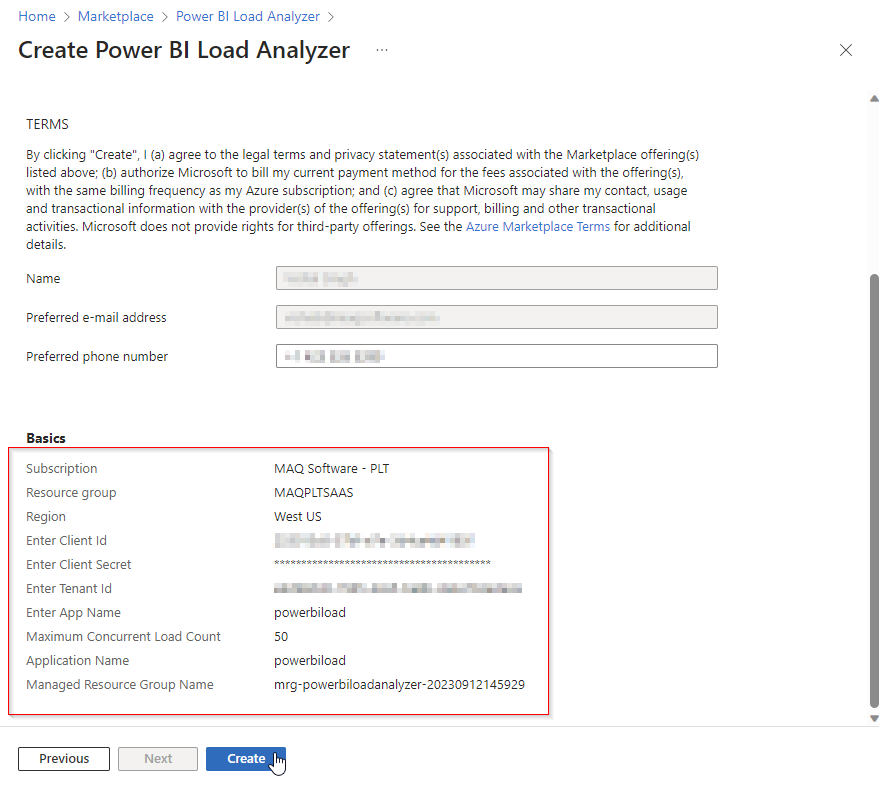 Home > Marketplace > Power BI Load Analyzer >
Create Power BI Load Analyzer ...
TERMS
By clicking "Create", I (a) agree to the legal terms and privacy statement(s) associated with the Marketplace offering(s)
listed above; (b) authorize Microsoft to bill my current payment method for the fees associated with the offering(s),
with the same billing frequency as my Azure subscription; and (c) agree that Microsoft may share my contact, usage
and transactional information with the provider(s) of the offering(s) for support, billing and other transactional
activities. Microsoft does not provide rights for third-party offerings. See the Azure Marketplace Terms for additional
details.
Name
Preferred e-mail address
Preferred phone number
Basics
Subscription MAQ Software - PLT
Resource group MAQPLTSAAS
Region West US
Enter Client Id
Enter Client Secret ****************************************
Enter Tenant Id
Enter App Name powerbiload
Maximum Concurrent Load Count 50
Application Name powerbiload
Managed Resource Group Name mrg-powerbiloadanalyzer-20230912145929
Previous Next Create